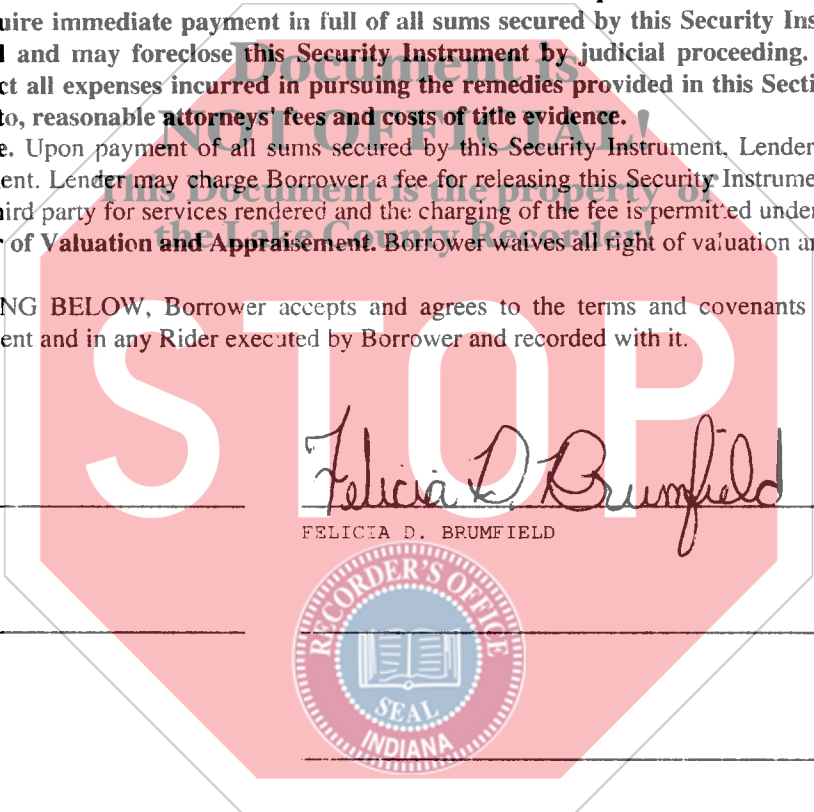 uire immediate payment in full of all sums secured by this Security Ins
and may foreclose this Security Instrument by judicial proceeding.
Document is
ct all expenses incurred in pursuing the remedies provided in this Secti
to, reasonable attorneys' fees and costs of title evidence.
NOT OFFICIAL!
e. Upon payment of all sums secured by this Security Instrument, Lender
ent. Lender may charge Borrower a fee for releasing this Security Instrume
This Document is the property of
ird party for services rendered and the charging of the fee is permitted under
the Lake County Recorder!
of Valuation and Appraisement. Borrower waives all right of valuation a
NG BELOW, Borrower accepts and agrees to the terms and covenants
ent and in any Rider executed by Borrower and recorded with it.
STOP
Felicia D. Brumfield
FELICIA D. BRUMFIELD
RECORDER'S OFFICE
SEAL
INDIANA